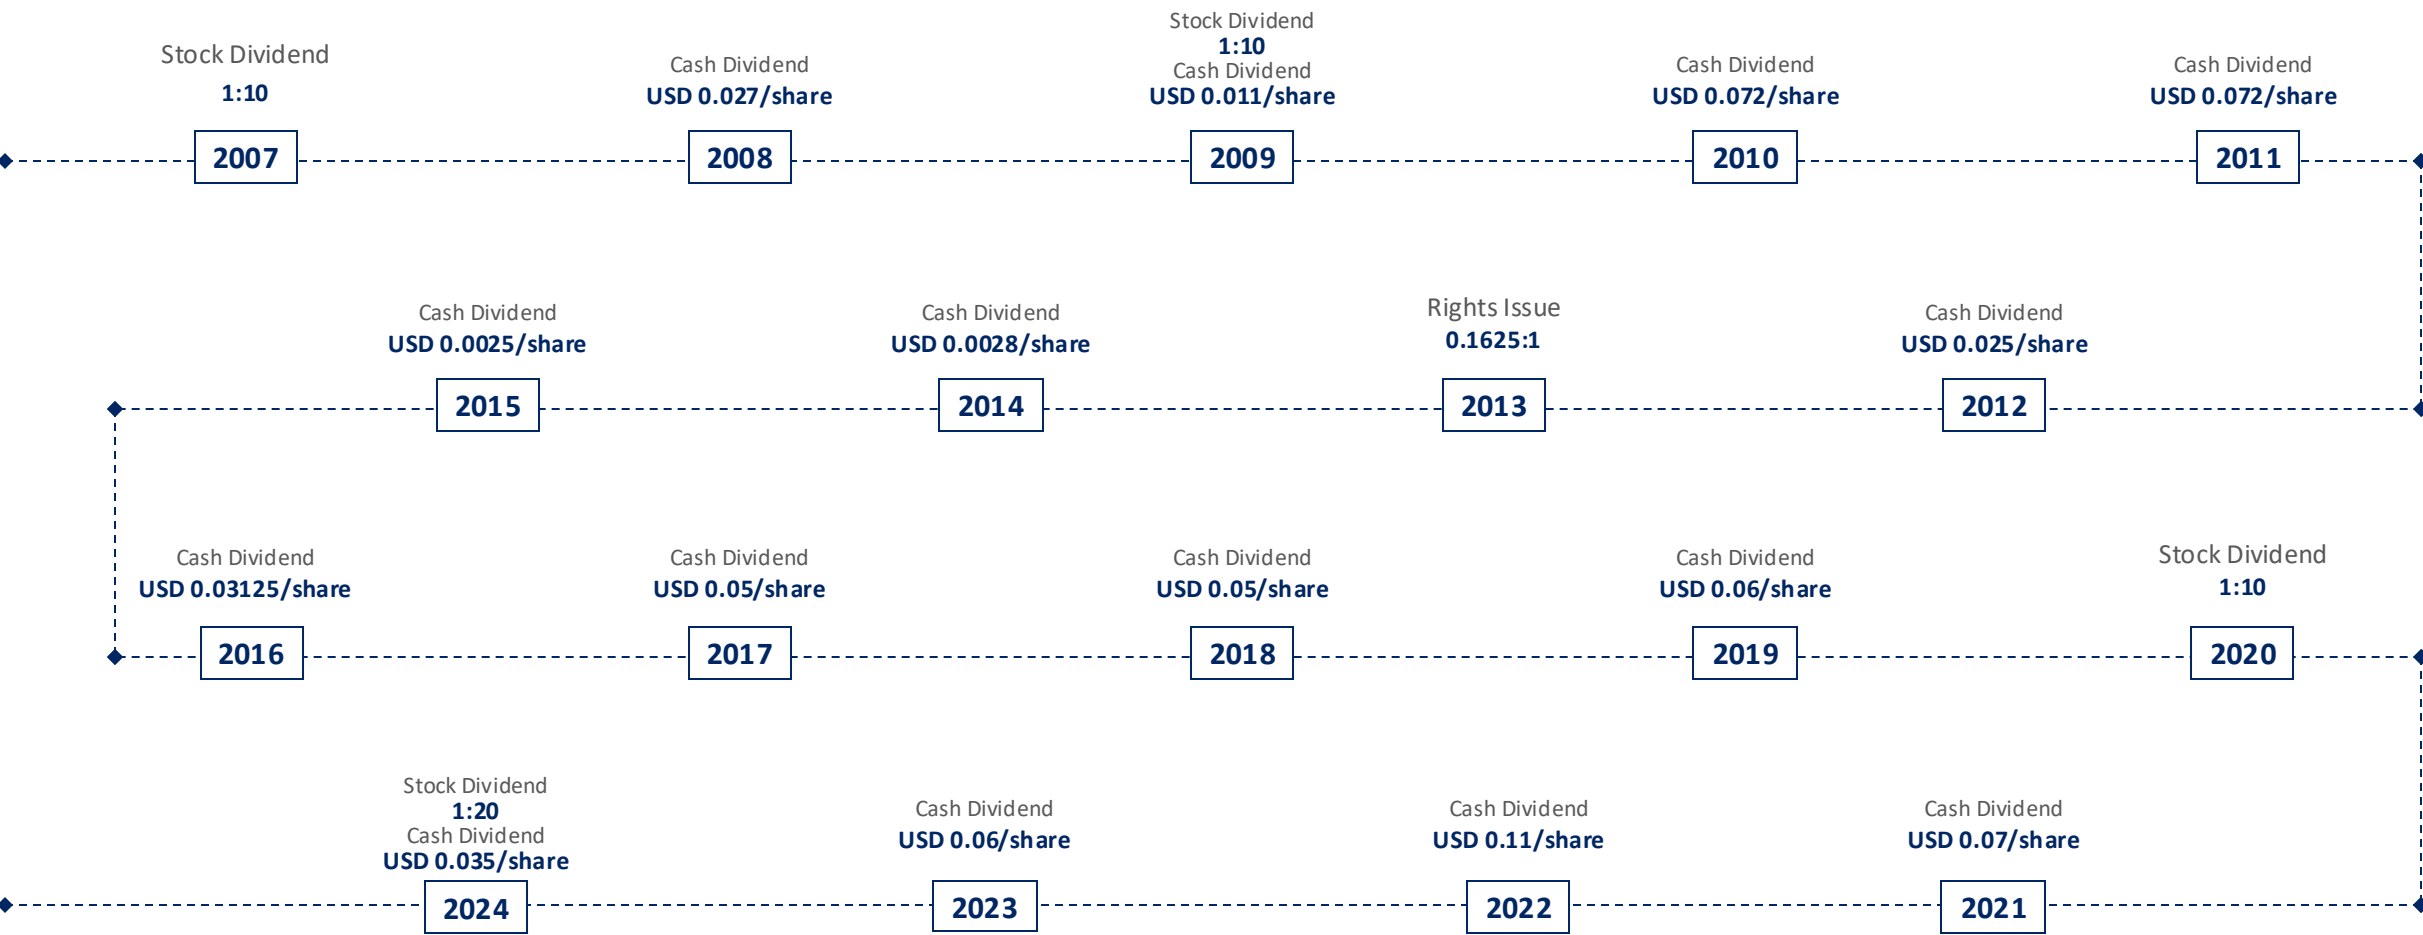 Stock Dividend
1:10
2007
Cash Dividend
USD 0.027/share
2008
Stock Dividend
1:10
Cash Dividend
USD 0.011/share
2009
Cash Dividend
USD 0.072/share
2010
Cash Dividend
USD 0.072/share
2011
Cash Dividend
USD 0.025/share
2012
Rights Issue
0.1625:1
2013
Cash Dividend
USD 0.0028/share
2014
Cash Dividend
USD 0.0025/share
2015
Cash Dividend
USD 0.03125/share
2016
Cash Dividend
USD 0.05/share
2017
Cash Dividend
USD 0.05/share
2018
Cash Dividend
USD 0.06/share
2019
Stock Dividend
1:10
2020
Cash Dividend
USD 0.07/share
2021
Cash Dividend
USD 0.11/share
2022
Cash Dividend
USD 0.06/share
2023
Stock Dividend
1:20
Cash Dividend
USD 0.035/share
2024